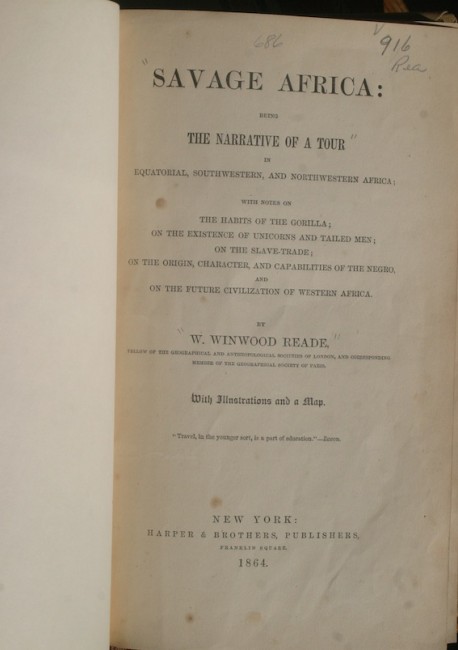 686
916
Rea
"SAVAGE AFRICA:
BEING
THE NARRATIVE OF A TOUR"
IN
EQUATORIAL, SOUTHWESTERN, AND NORTHWESTERN AFRICA;
WITH NOTES ON
THE HABITS OF THE GORILLA;
ON THE EXISTENCE OF UNICORNS AND TAILED MEN;
ON THE SLAVE-TRADE;
ON THE ORIGIN, CHARACTER, AND CAPABILITIES OF THE NEGRO,
AND
ON THE FUTURE CIVILIZATION OF WESTERN AFRICA.
BY
"W. WINWOOD READE,"
FELLOW OF THE GEOGRAPHICAL AND ANTHROPOLOGICAL SOCIETIES OF LONDON, AND CORRESPONDING
MEMBER OF THE GEOGRAPHICAL SOCIETY OF PARIS.
With Illustrations and a Map.
"Travel, in the younger sort, is a part of education."—
NEW YORK:
HARPER & BROTHERS, PUBLISHERS,
FRANKLIN SQUARE.
1864.